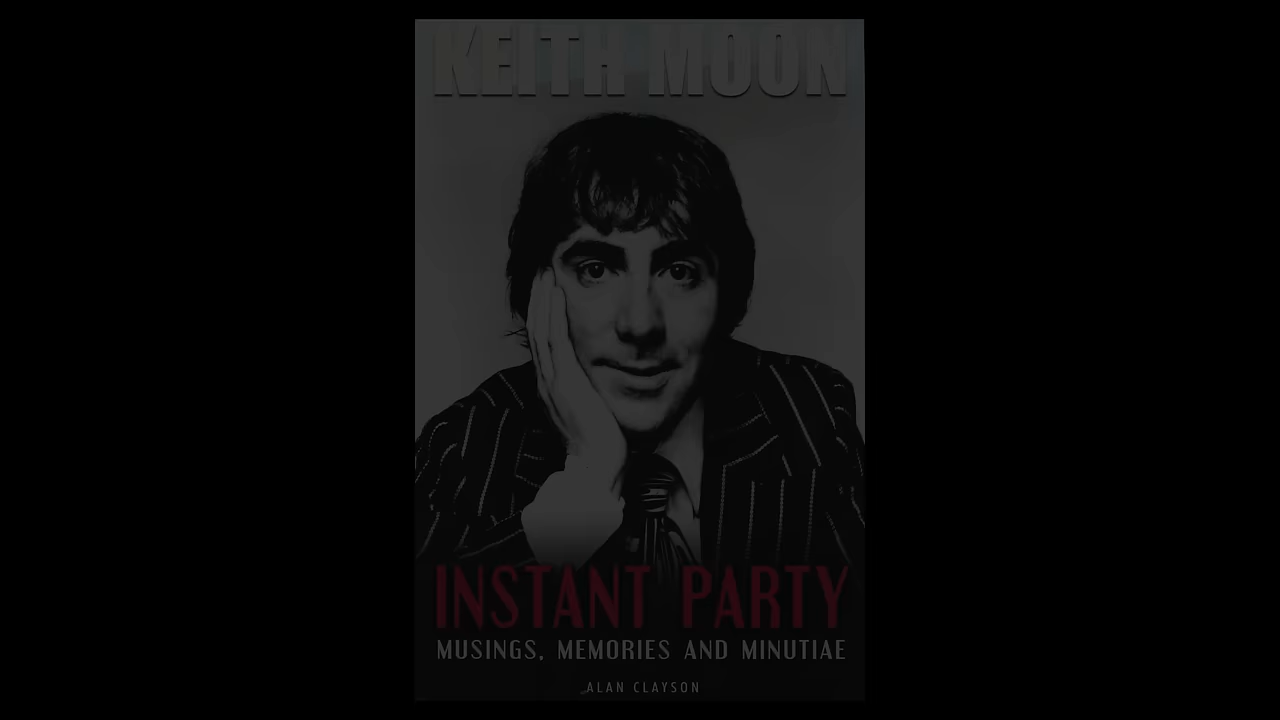 KEITH MOON
INSTANT PARTY
MUSINGS, MEMORIES AND MINUTIAE
ALAN CLAYSON